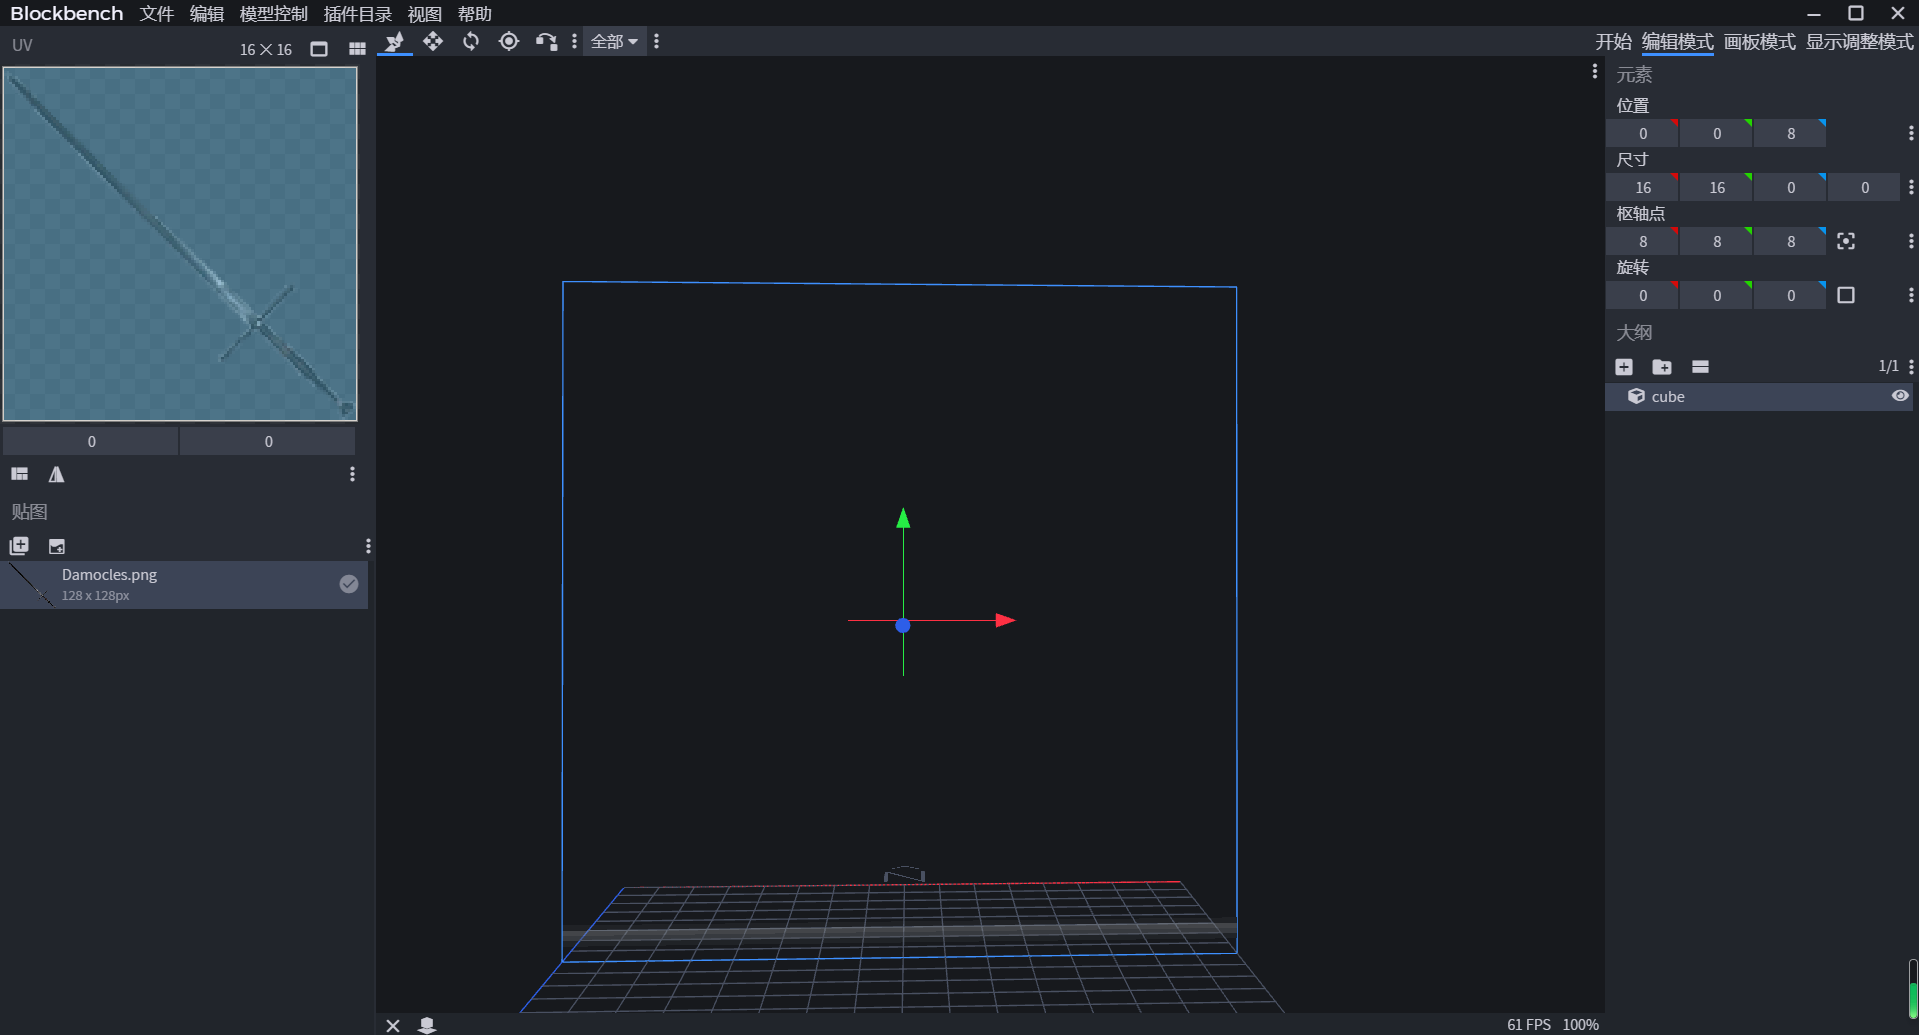 Blockbench 文件 编辑 模型控制 插件目录 视图 帮助
UV 16×16
全部
开始 编辑模式 画板模式 显示调整模式
元素
位置
0 0 8
尺寸
16 16 0 0
枢轴点
8 8 8
旋转
0 0 0
大纲
1/1
cube
0 0
贴图
Damocles.png
128 x 128px
61 FPS 100%